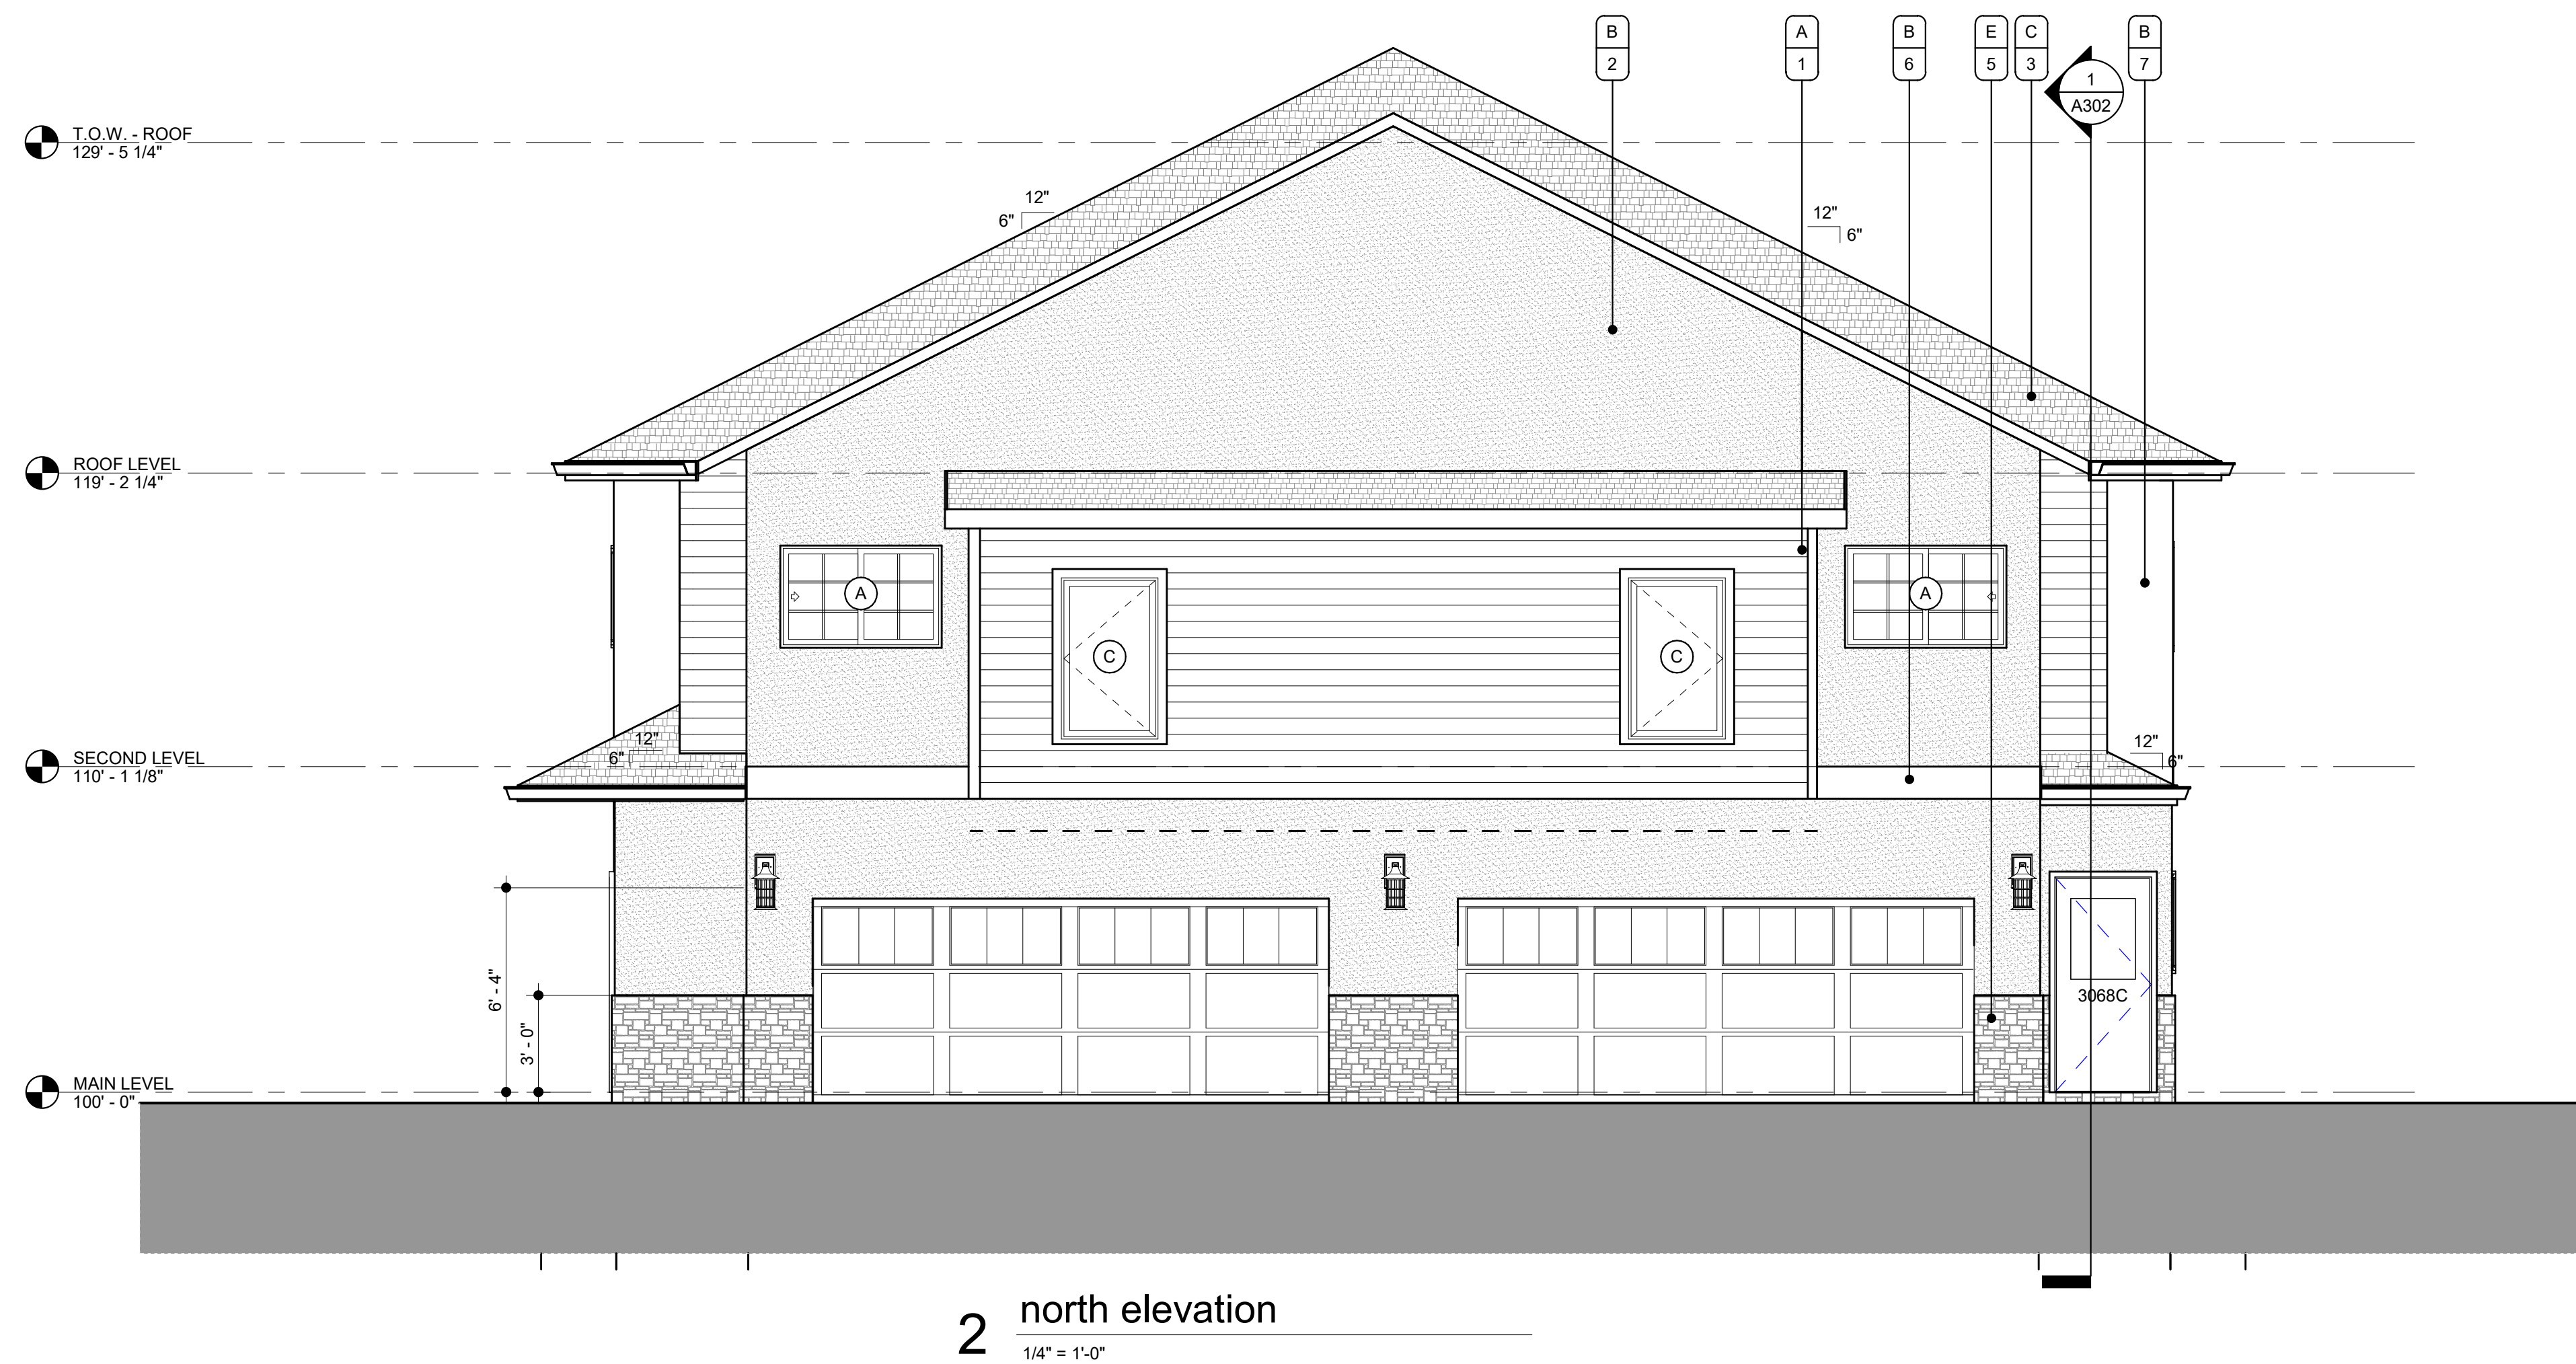 B
2
A
1
B
6
E
5
C
3
B
7
1
A302
T.O.W. - ROOF
129' - 5 1/4"
12"
6"
12"
6"
ROOF LEVEL
119' - 2 1/4"
A
A
C
C
SECOND LEVEL
110' - 1 1/8"
12"
6"
12"
6"
6' - 4"
3' - 0"
3068C
MAIN LEVEL
100' - 0"
2
north elevation
1/4" = 1'-0"